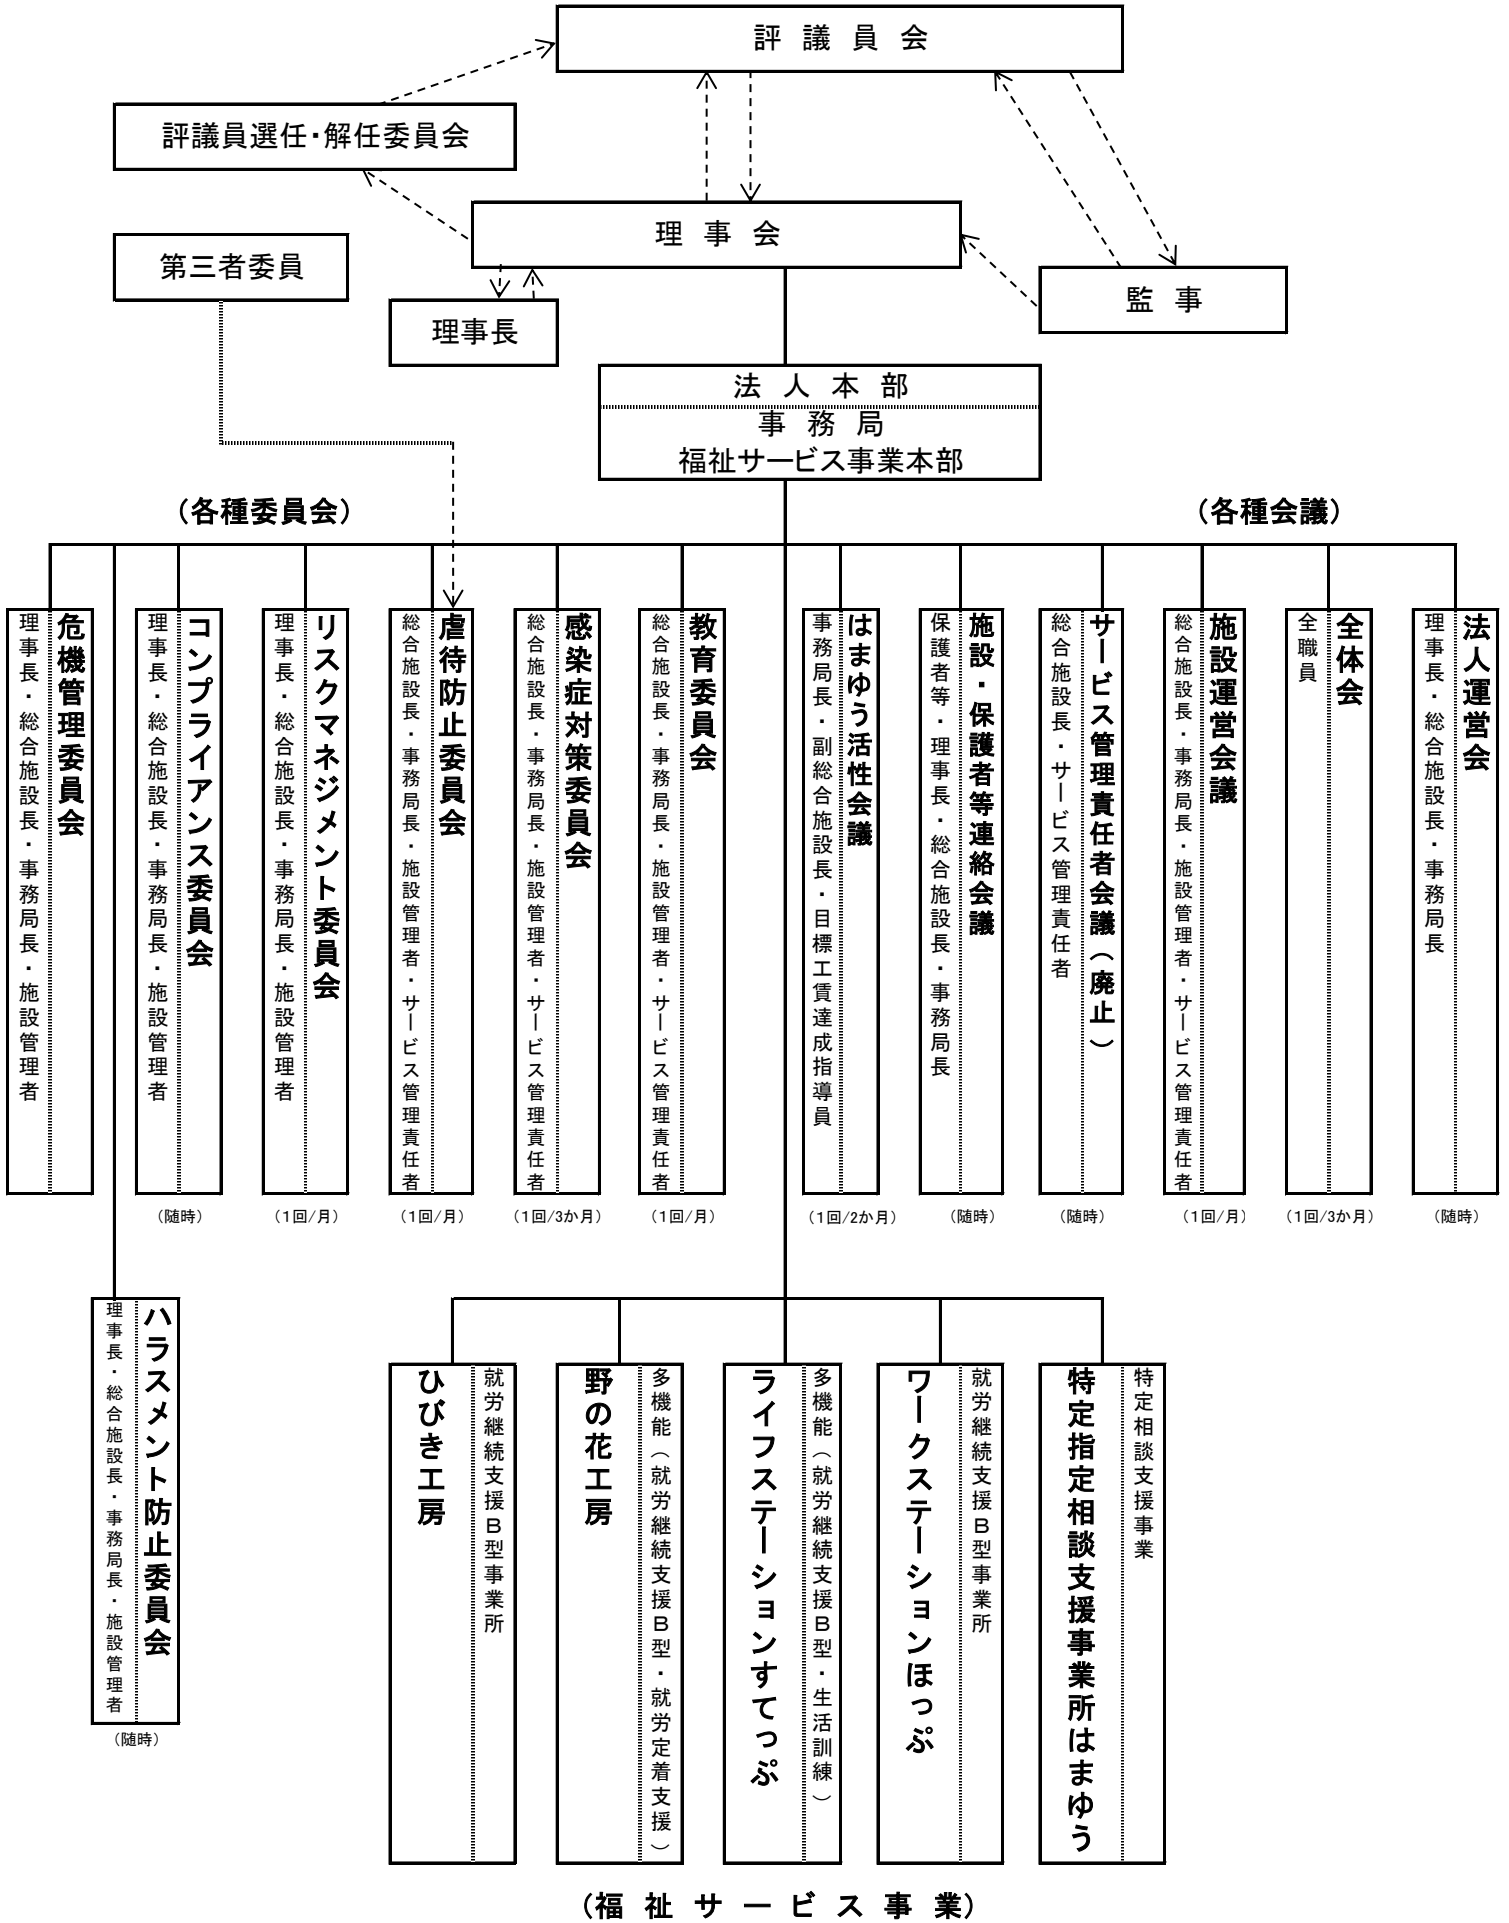 評議員会
評議員選任・解任委員会
理事会
第三者委員
監事
理事長
法人本部
事務局
福祉サービス事業本部
（各種委員会）
（各種会議）
危機管理委員会
理事長・総合施設長・事務局長・施設管理者
コンプライアンス委員会
理事長・総合施設長・事務局長・施設管理者
（随時）
リスクマネジメント委員会
理事長・総合施設長・事務局長・施設管理者
（1回/月）
虐待防止委員会
総合施設長・事務局長・施設管理者・サービス管理責任者
（1回/月）
感染症対策委員会
総合施設長・事務局長・施設管理者・サービス管理責任者
（1回/3か月）
教育委員会
総合施設長・事務局長・施設管理者・サービス管理責任者
（1回/月）
はまゆう活性会議
事務局長・副総合施設長・目標工賃達成指導員
（1回/2か月）
施設・保護者等連絡会議
保護者等・理事長・総合施設長・事務局長
（随時）
サービス管理責任者会議（廃止）
総合施設長・サービス管理責任者
（随時）
施設運営会議
総合施設長・事務局長・施設管理者・サービス管理責任者
（1回/月）
全体会
全職員
（1回/3か月）
法人運営会
理事長・総合施設長・事務局長
（随時）
ハラスメント防止委員会
理事長・総合施設長・事務局長・施設管理者
（随時）
就労継続支援Ｂ型事業所
ひびき工房
多機能（就労継続支援Ｂ型・就労定着支援）
野の花工房
多機能（就労継続支援Ｂ型・生活訓練）
ライフステーションすてっぷ
就労継続支援Ｂ型事業所
ワークステーションほっぷ
特定相談支援事業
特定指定相談支援事業所はまゆう
（福祉サービス事業）